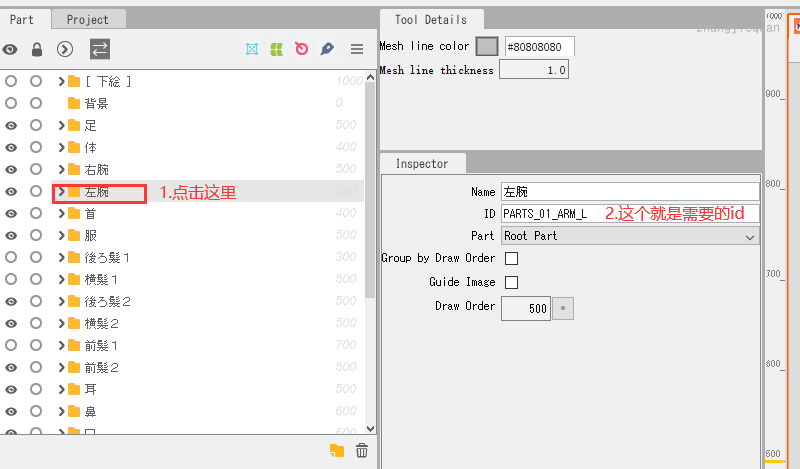 Part
Project
[ 下絵 ]
1000
背景
0
足
500
体
400
右腕
400
左腕
1.点击这里
首
400
服
500
後ろ髪1
300
横髪1
500
後ろ髪2
500
横髪2
500
前髪1
700
前髪2
500
耳
500
鼻
600
口
Tool Details
Mesh line color
#80808080
Mesh line thickness
1.0
Inspector
Name
左腕
ID
PARTS_01_ARM_L
2.这个就是需要的id
Part
Root Part
Group by Draw Order
Guide Image
Draw Order
500
1000
900
800
700
600
500